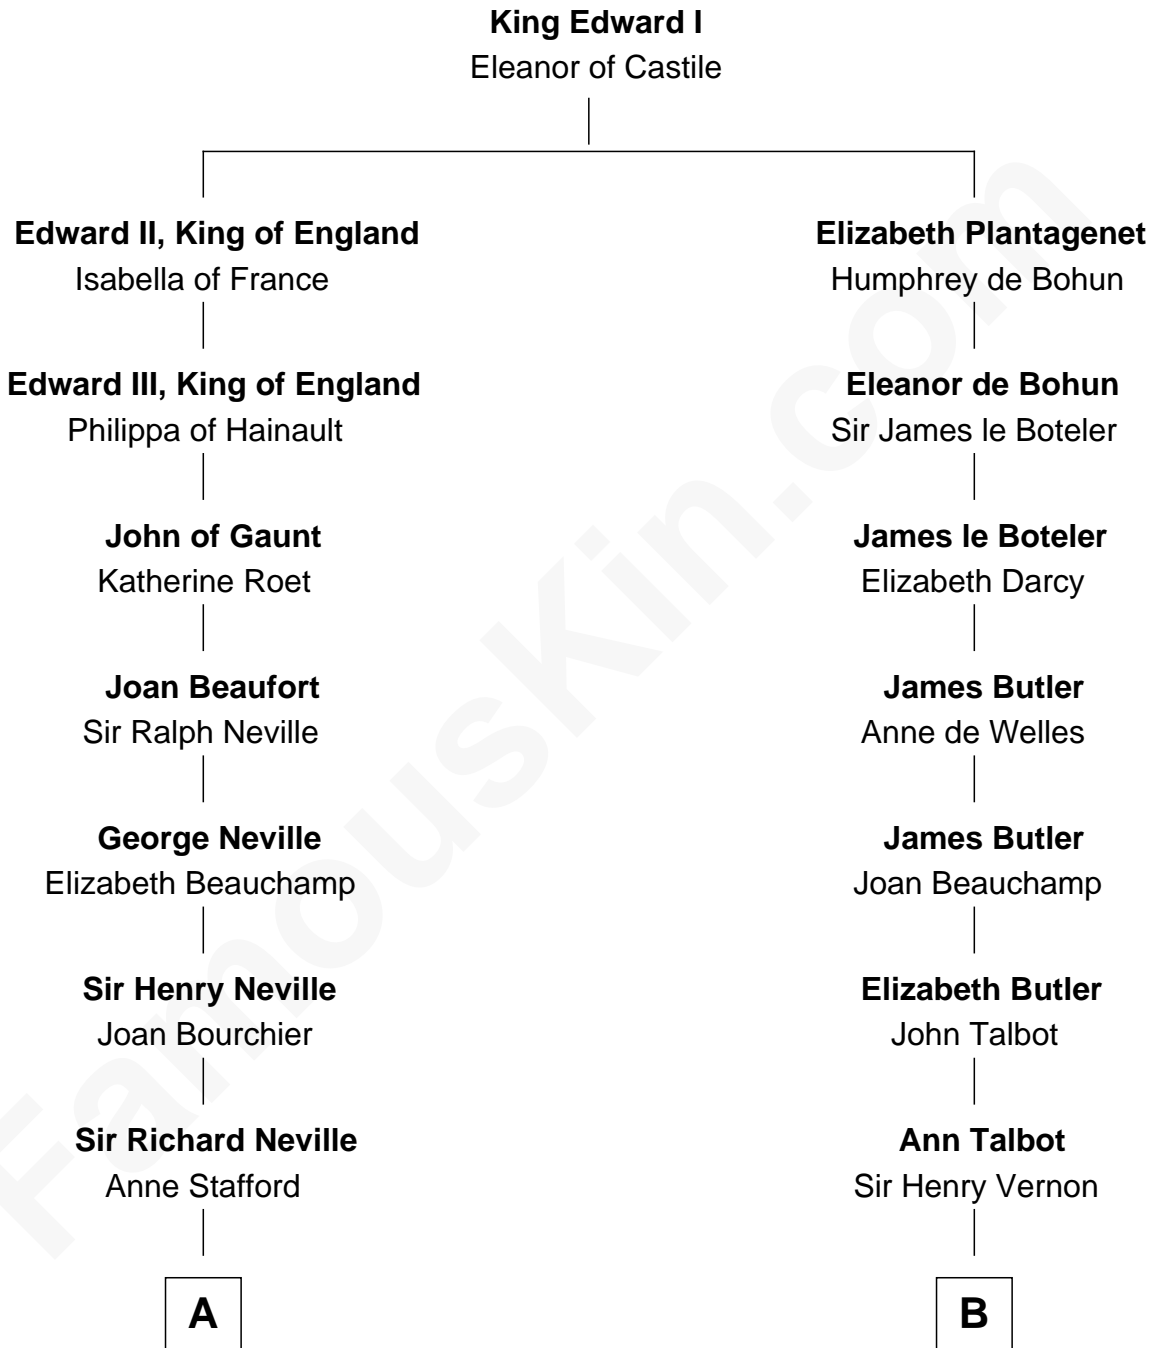 King Edward I
Eleanor of Castile
Edward II, King of England
Isabella of France
Elizabeth Plantagenet
Humphrey de Bohun
Edward III, King of England
Philippa of Hainault
Eleanor de Bohun
Sir James le Boteler
John of Gaunt
Katherine Roet
James le Boteler
Elizabeth Darcy
Joan Beaufort
Sir Ralph Neville
James Butler
Anne de Welles
George Neville
Elizabeth Beauchamp
James Butler
Joan Beauchamp
Sir Henry Neville
Joan Bourchier
Elizabeth Butler
John Talbot
Sir Richard Neville
Anne Stafford
Ann Talbot
Sir Henry Vernon
A
B
FamousKin.com